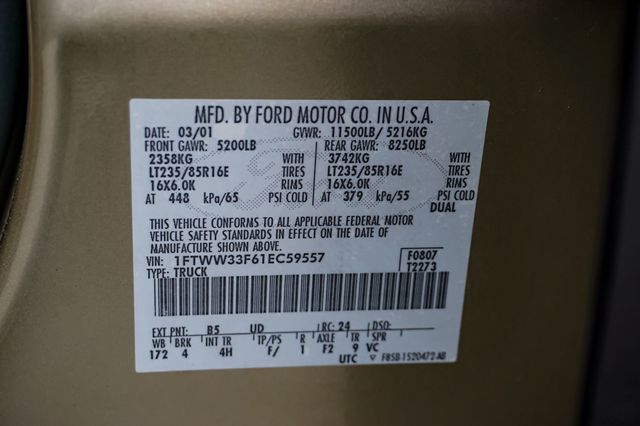 MFD. BY FORD MOTOR CO. IN U.S.A.
DATE: 03/01 GVWR: 11500LB / 5216KG
FRONT GAWR: 5200LB REAR GAWR: 8250LB
2358KG WITH 3742KG WITH
LT235/85R16E TIRES LT235/85R16E TIRES
16X6.0K RIMS 16X6.0K RIMS
AT 448 kPa/65 PSI COLD AT 379 kPa/55 PSI COLD
DUAL
THIS VEHICLE CONFORMS TO ALL APPLICABLE FEDERAL MOTOR
VEHICLE SAFETY STANDARDS IN EFFECT ON THE DATE OF
MANUFACTURE SHOWN ABOVE.
VIN: 1FTWW33F61EC59557 F0807
TYPE: TRUCK T2273
EXT PNT: B5 UD RC: 24 DSO:
WB BRK INT TR TP/PS R AXLE TR SPR
172 4 4H F/ 1 F2 9 VC
UTC F85B-1520472-AB